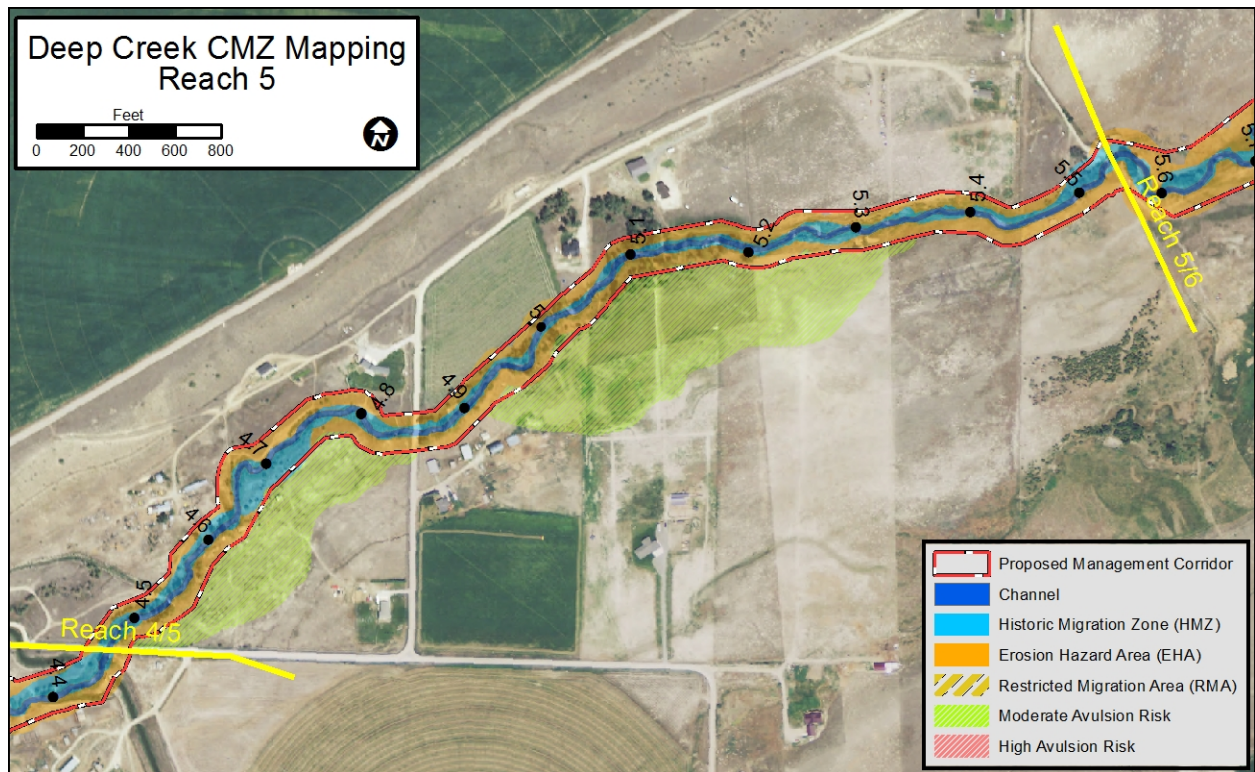 Deep Creek CMZ Mapping
Reach 5
Feet
0 200 400 600 800
N
5.7
5.6
5.5
5.4
5.3
5.2
5.1
5
4.9
4.8
4.7
4.6
4.5
4.4
Reach 5/6
Reach 4/5
Proposed Management Corridor
Channel
Historic Migration Zone (HMZ)
Erosion Hazard Area (EHA)
Restricted Migration Area (RMA)
Moderate Avulsion Risk
High Avulsion Risk